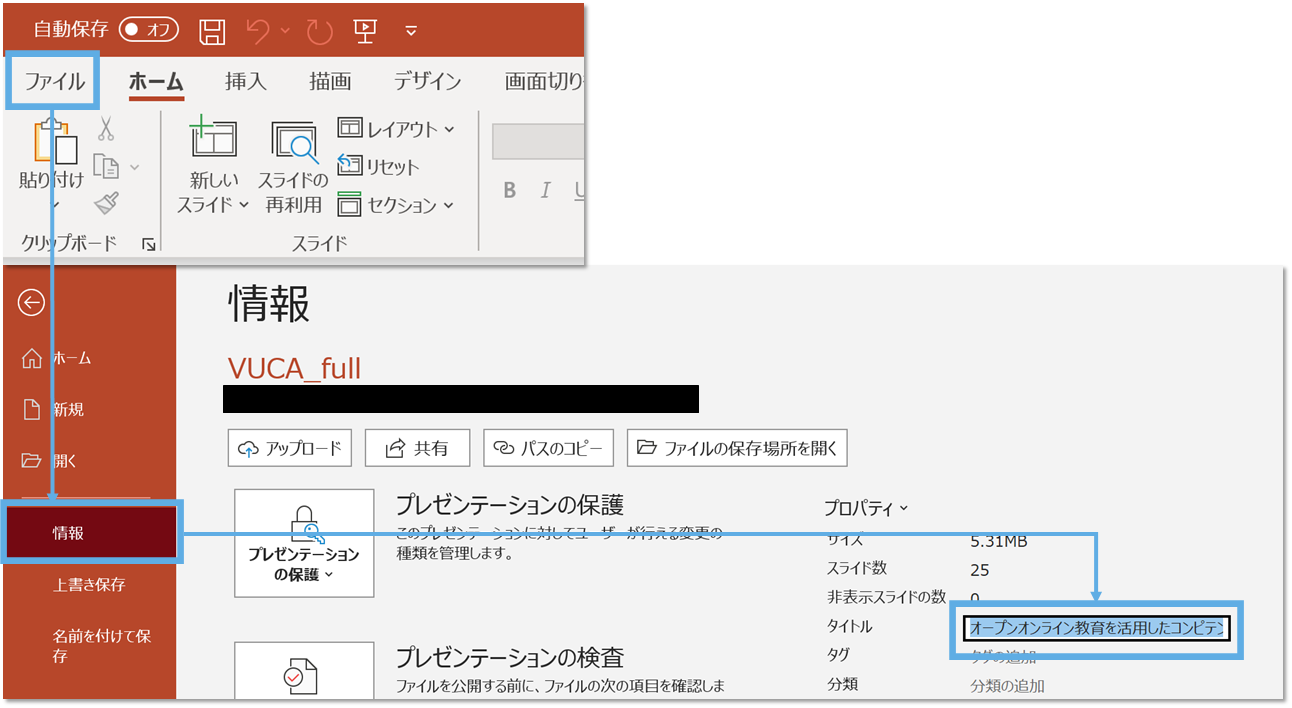 自動保存 オフ
ファイル ホーム 挿入 描画 デザイン 画面切り
貼り付け
新しい
スライド
スライドの
再利用
レイアウト
リセット
セクション
B I U
クリップボード スライド
情報
VUCA_full
ホーム
新規
開く
情報
上書き保存
名前を付けて保
存
アップロード 共有 パスのコピー ファイルの保存場所を開く
プレゼンテーション
の保護
プレゼンテーションの保護
このプレゼンテーションに対してユーザーが行える変更の
種類を管理します。
プレゼンテーションの検査
ファイルを公開する前に、ファイルの次の項目を確認しま
プロパティ
サイズ 5.31MB
スライド数 25
非表示スライドの数 0
タイトル オープンオンライン教育を活用したコンピテン
タグ タグの追加
分類 分類の追加